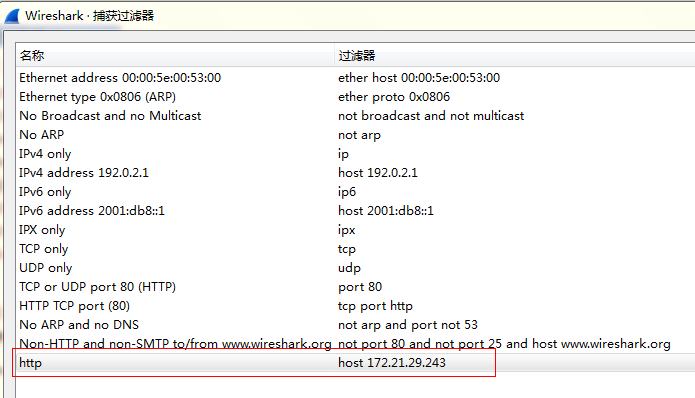 Wireshark · 捕获过滤器
名称 过滤器
Ethernet address 00:00:5e:00:53:00 ether host 00:00:5e:00:53:00
Ethernet type 0x0806 (ARP) ether proto 0x0806
No Broadcast and no Multicast not broadcast and not multicast
No ARP not arp
IPv4 only ip
IPv4 address 192.0.2.1 host 192.0.2.1
IPv6 only ip6
IPv6 address 2001:db8::1 host 2001:db8::1
IPX only ipx
TCP only tcp
UDP only udp
TCP or UDP port 80 (HTTP) port 80
HTTP TCP port (80) tcp port http
No ARP and no DNS not arp and port not 53
Non-HTTP and non-SMTP to/from www.wireshark.org not port 80 and not port 25 and host www.wireshark.org
http host 172.21.29.243